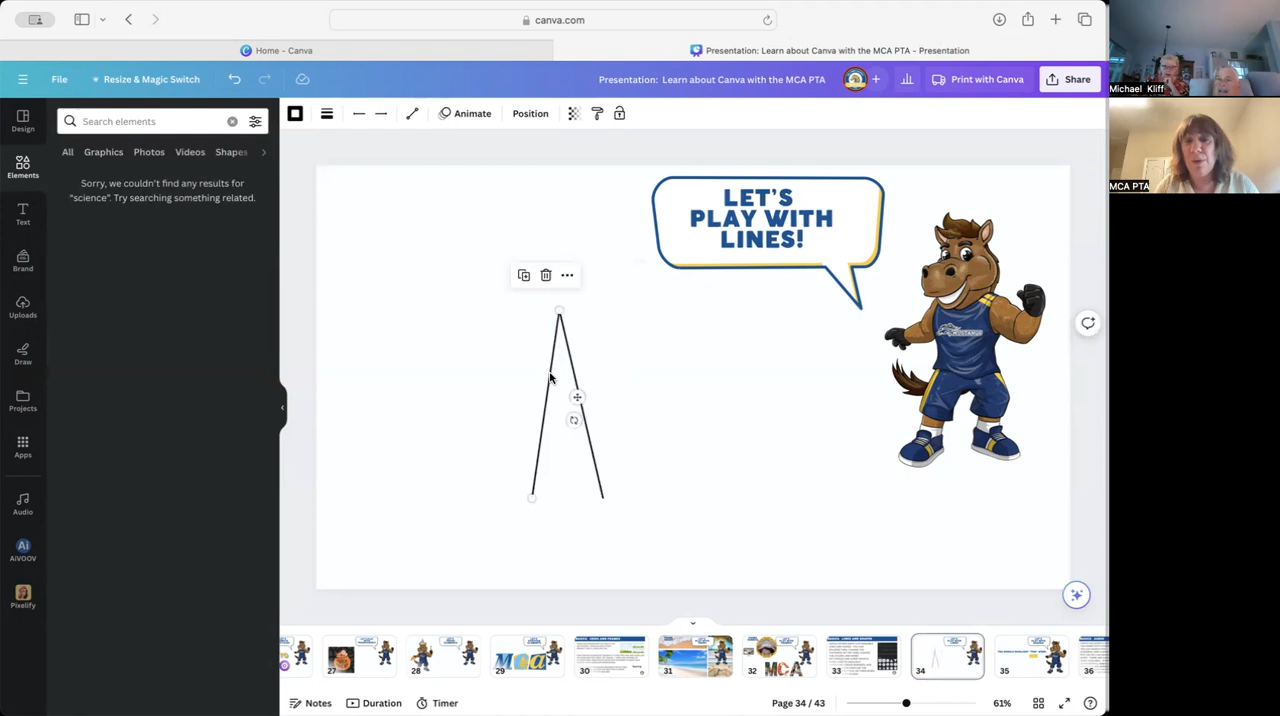 canva.com
Home - Canva
Presentation: Learn about Canva with the MCA PTA - Presentation
File
Resize & Magic Switch
Presentation: Learn about Canva with the MCA PTA
Print with Canva
Share
Design
Elements
Text
Brand
Uploads
Draw
Projects
Apps
Audio
Ai
AiVOOV
Pixelify
Search elements
All
Graphics
Photos
Videos
Shapes
Sorry, we couldn't find any results for
“science”. Try searching something related.
Animate
Position
LET'S
PLAY WITH
LINES!
MUSTANGS
Michael Kliff
MCA PTA
27
29
30
31
32
33
34
35
36
MCA
Notes
Duration
Timer
Page 34 / 43
61%